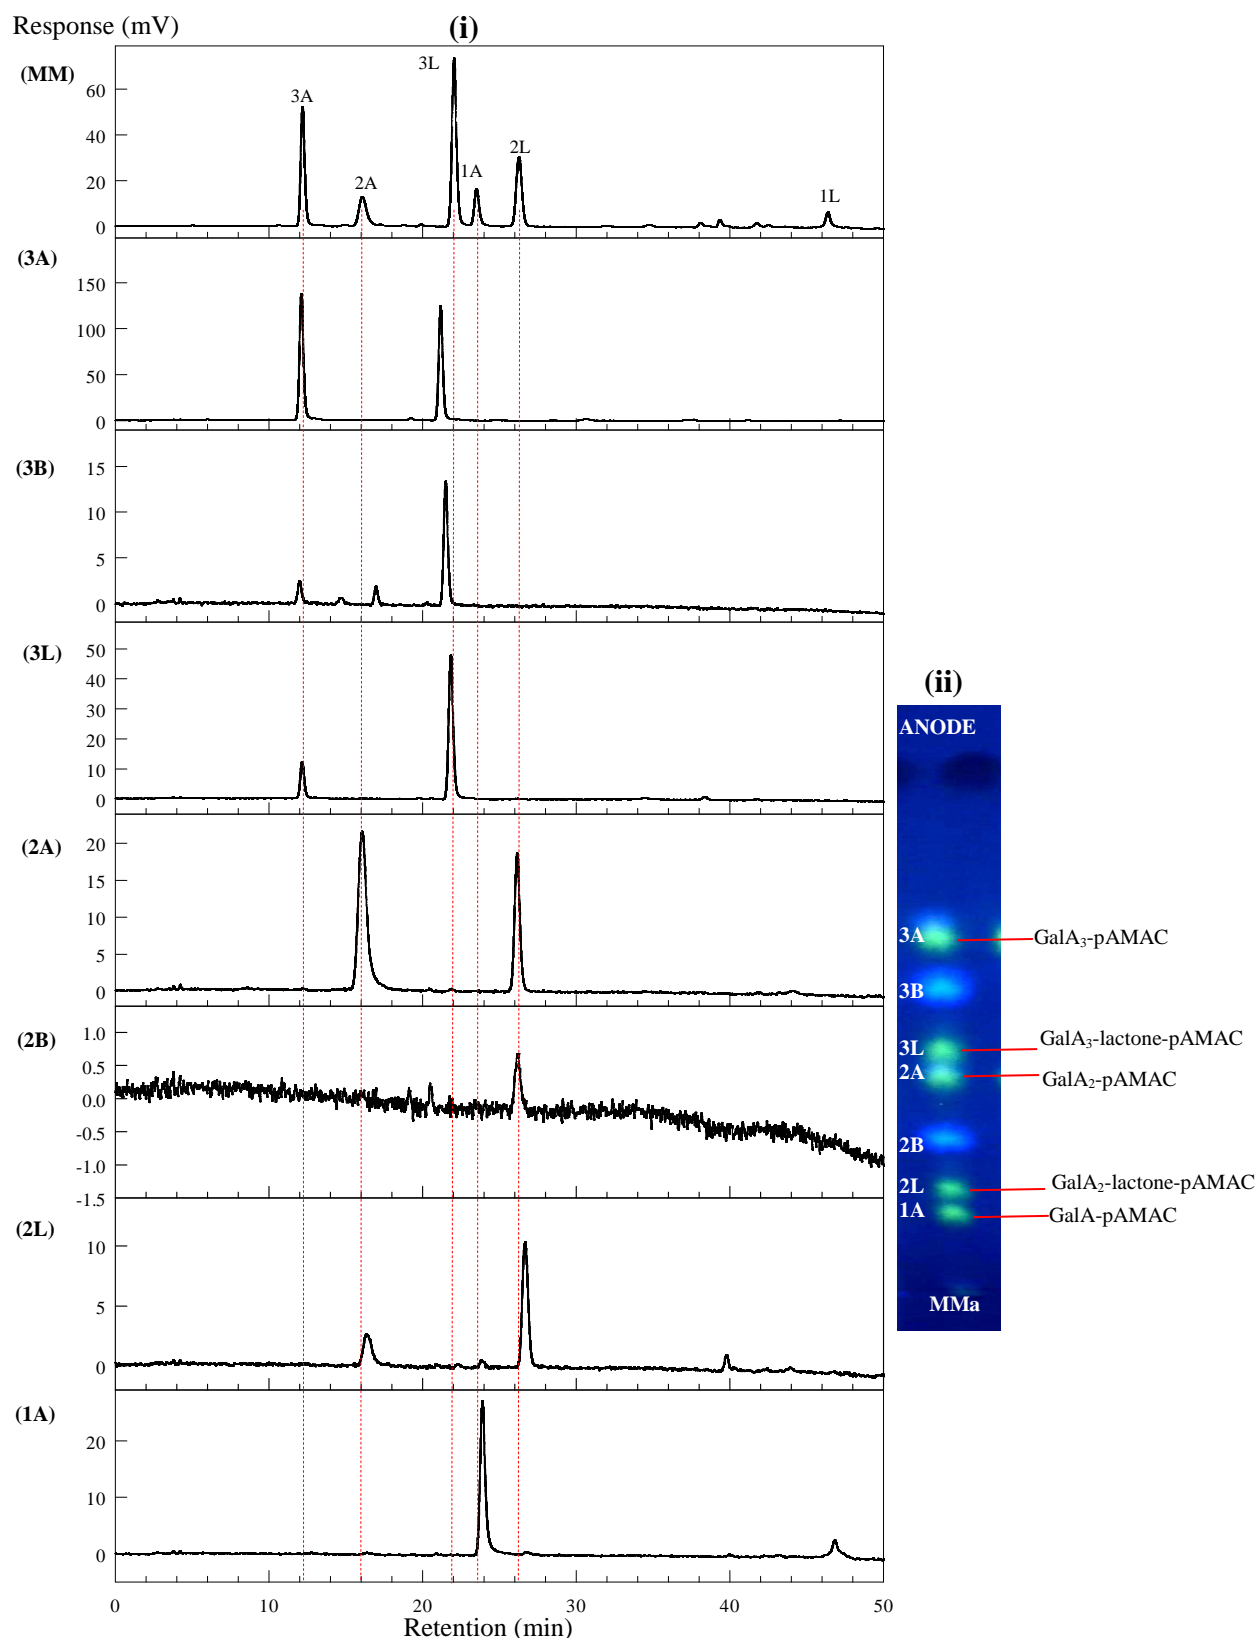 Response (mV)
(i)
(MM)
60
40
20
0
3A
2A
3L
1A
2L
1L
(3A)
150
100
50
0
(3B)
15
10
5
0
(3L)
50
40
30
20
10
0
(2A)
20
15
10
5
0
(2B)
1.0
0.5
0.0
-0.5
-1.0
-1.5
(2L)
10
5
0
(1A)
20
10
0
0 10 20 30 40 50
Retention (min)
(ii)
ANODE
3A GalA₃-pAMAC
3B
3L GalA₃-lactone-pAMAC
2A GalA₂-pAMAC
2B
2L GalA₂-lactone-pAMAC
1A GalA-pAMAC
MMa